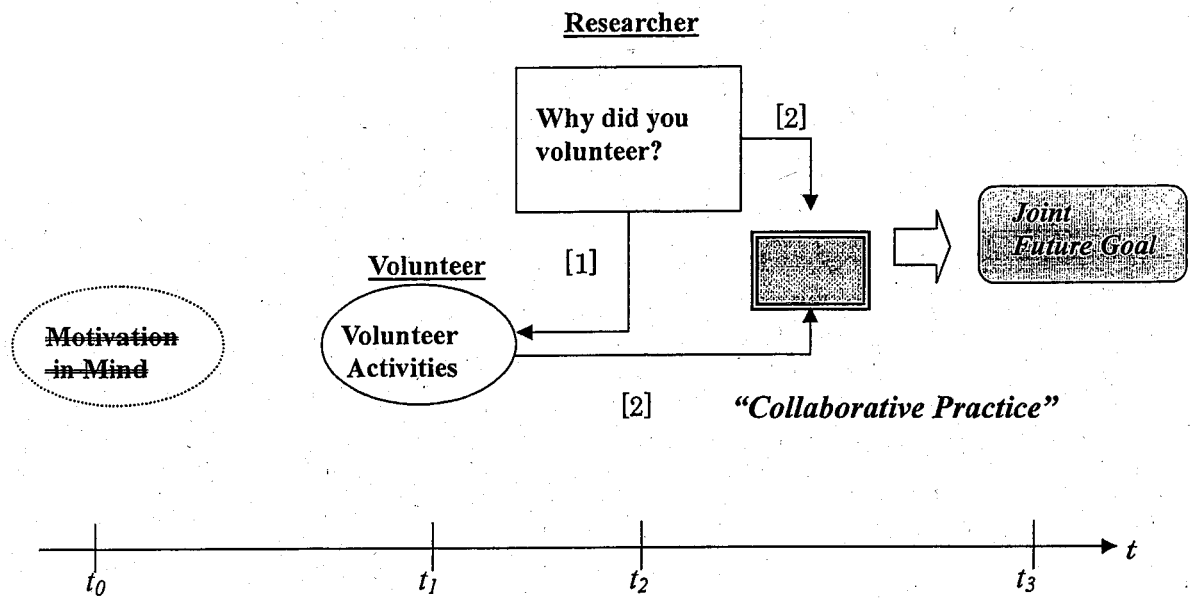 Researcher
Why did you
volunteer?
[2]
Joint
Future Goal
[1]
Volunteer
Motivation
in Mind
Volunteer
Activities
[2]
“Collaborative Practice”
t
t0
t1
t2
t3